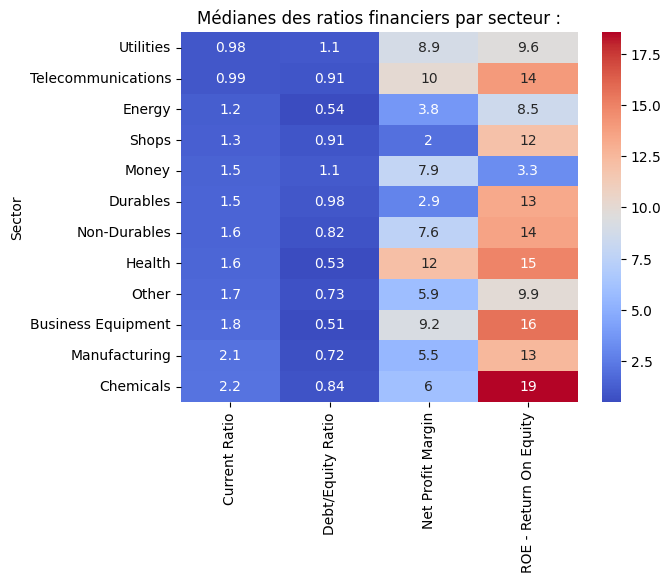 Médianes des ratios financiers par secteur :
Sector
Utilities 0.98 1.1 8.9 9.6
Telecommunications 0.99 0.91 10 14
Energy 1.2 0.54 3.8 8.5
Shops 1.3 0.91 2 12
Money 1.5 1.1 7.9 3.3
Durables 1.5 0.98 2.9 13
Non-Durables 1.6 0.82 7.6 14
Health 1.6 0.53 12 15
Other 1.7 0.73 5.9 9.9
Business Equipment 1.8 0.51 9.2 16
Manufacturing 2.1 0.72 5.5 13
Chemicals 2.2 0.84 6 19
Current Ratio
Debt/Equity Ratio
Net Profit Margin
ROE - Return On Equity
17.5
15.0
12.5
10.0
7.5
5.0
2.5